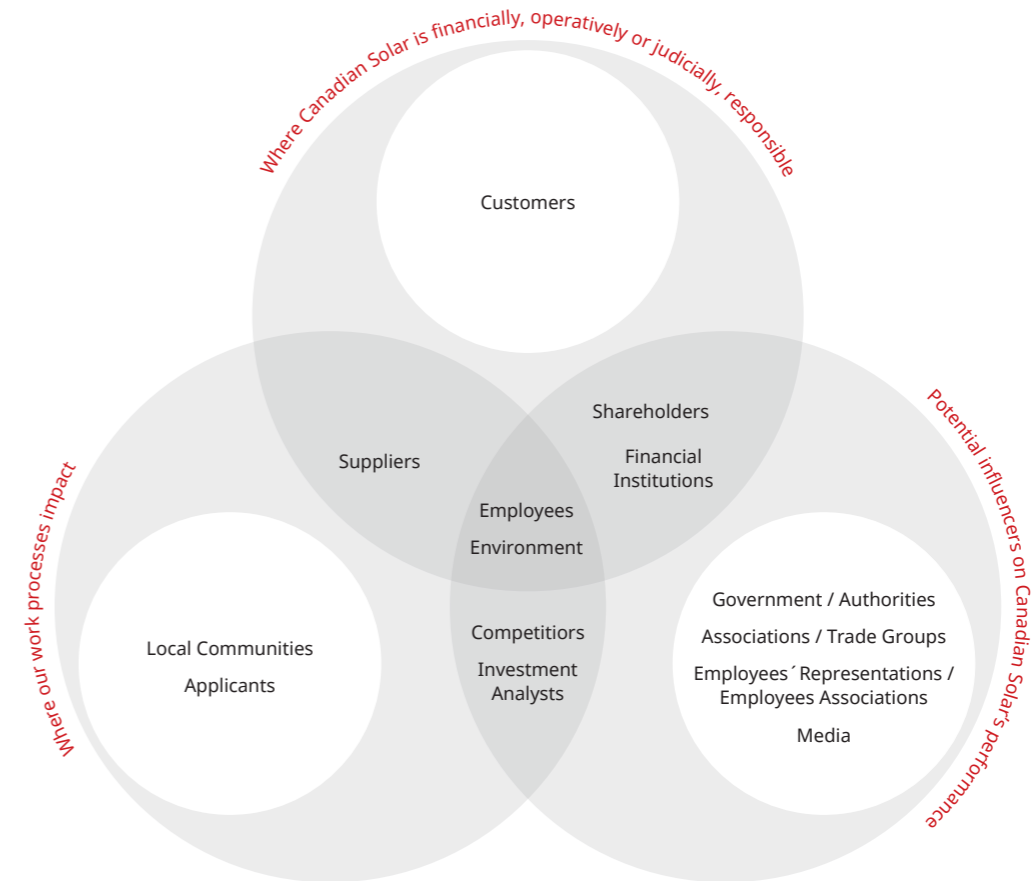 Where Canadian Solar is financially, operatively or judicially, responsible
Customers
Shareholders
Financial
Institutions
Suppliers
Employees
Environment
Where our work processes impact
Potential influencers on Canadian Solar's performance
Local Communities
Applicants
Competitiors
Investment
Analysts
Government / Authorities
Associations / Trade Groups
Employees´ Representations /
Employees Associations
Media